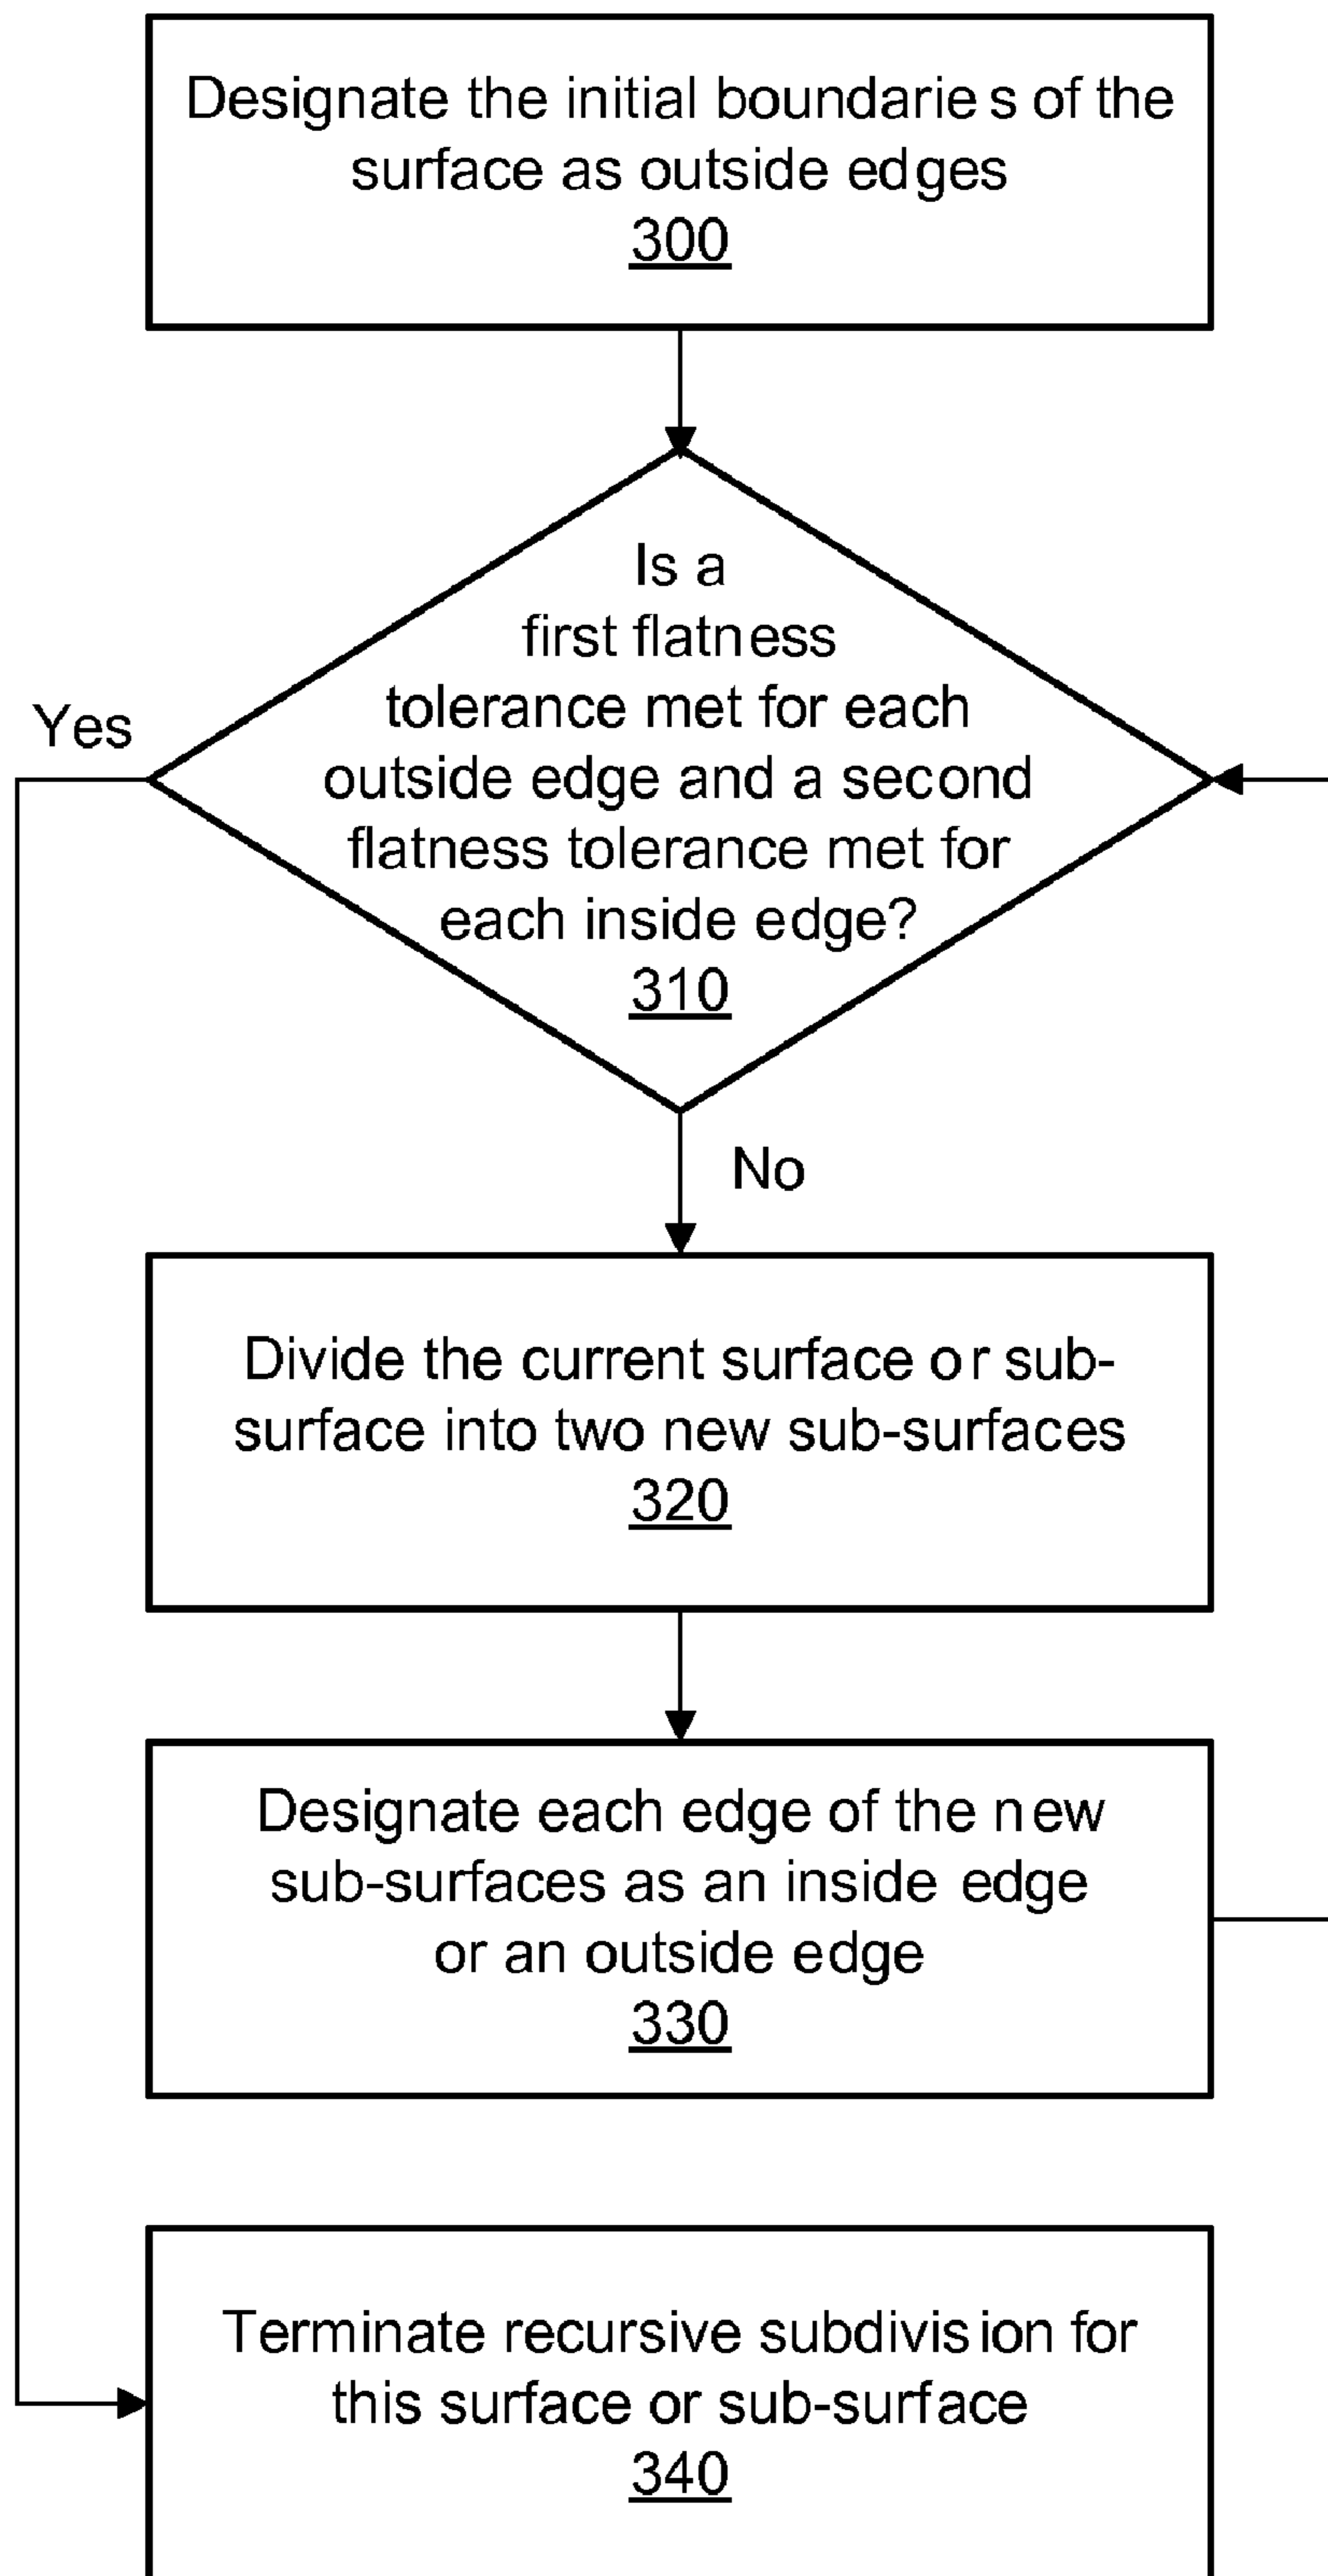 Designate the initial boundaries of the
surface as outside edges
300
Is a
first flatness
tolerance met for each
outside edge and a second
flatness tolerance met for
each inside edge?
310
Yes
No
Divide the current surface or sub-
surface into two new sub-surfaces
320
Designate each edge of the new
sub-surfaces as an inside edge
or an outside edge
330
Terminate recursive subdivision for
this surface or sub-surface
340